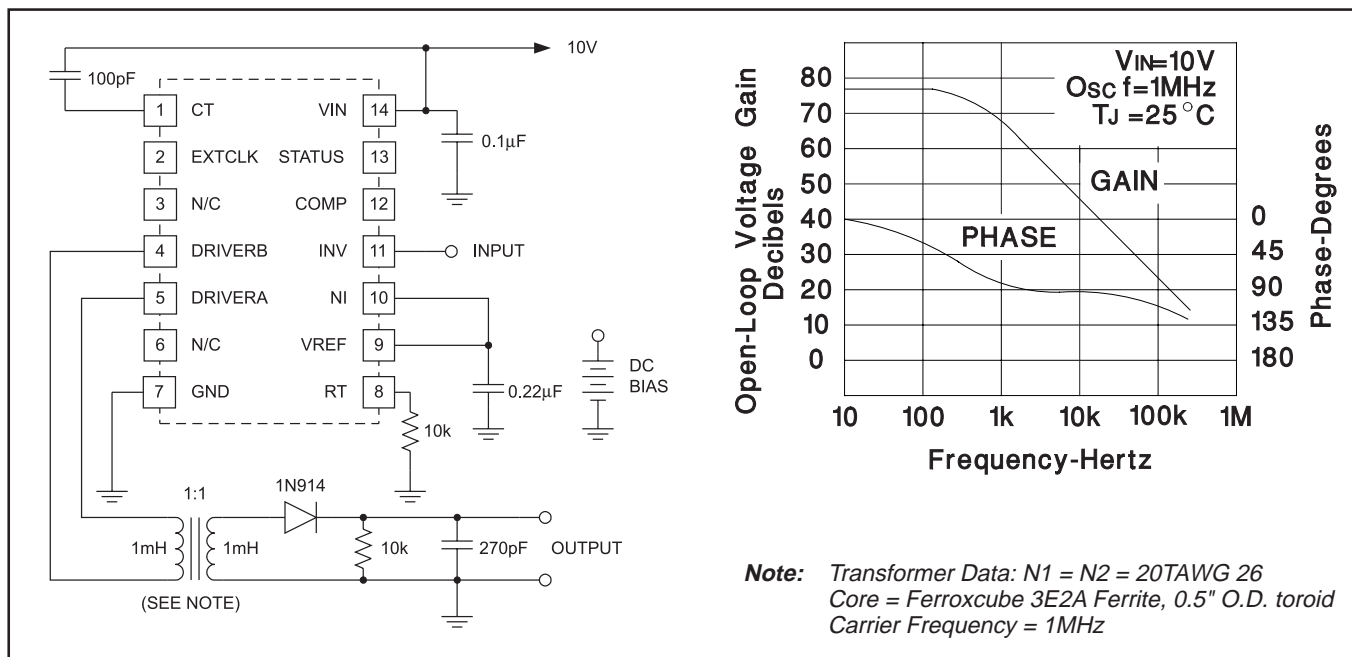 10V
100pF
1 CT VIN 14
0.1µF
2 EXTCLK STATUS 13
3 N/C COMP 12
4 DRIVERB INV 11 INPUT
5 DRIVERA NI 10
6 N/C VREF 9
DC
BIAS
0.22µF
7 GND RT 8
10k
1:1
1N914
1mH 1mH
10k
270pF
OUTPUT
(SEE NOTE)
VIN=10V
Osc f=1MHz
TJ =25°C
Open-Loop Voltage Gain
Decibels
80
70
60
50
40
30
20
10
0
GAIN
PHASE
0
45
90
135
180
Phase-Degrees
10 100 1k 10k 100k 1M
Frequency-Hertz
Note: Transformer Data: N1 = N2 = 20TAWG 26
Core = Ferroxcube 3E2A Ferrite, 0.5" O.D. toroid
Carrier Frequency = 1MHz